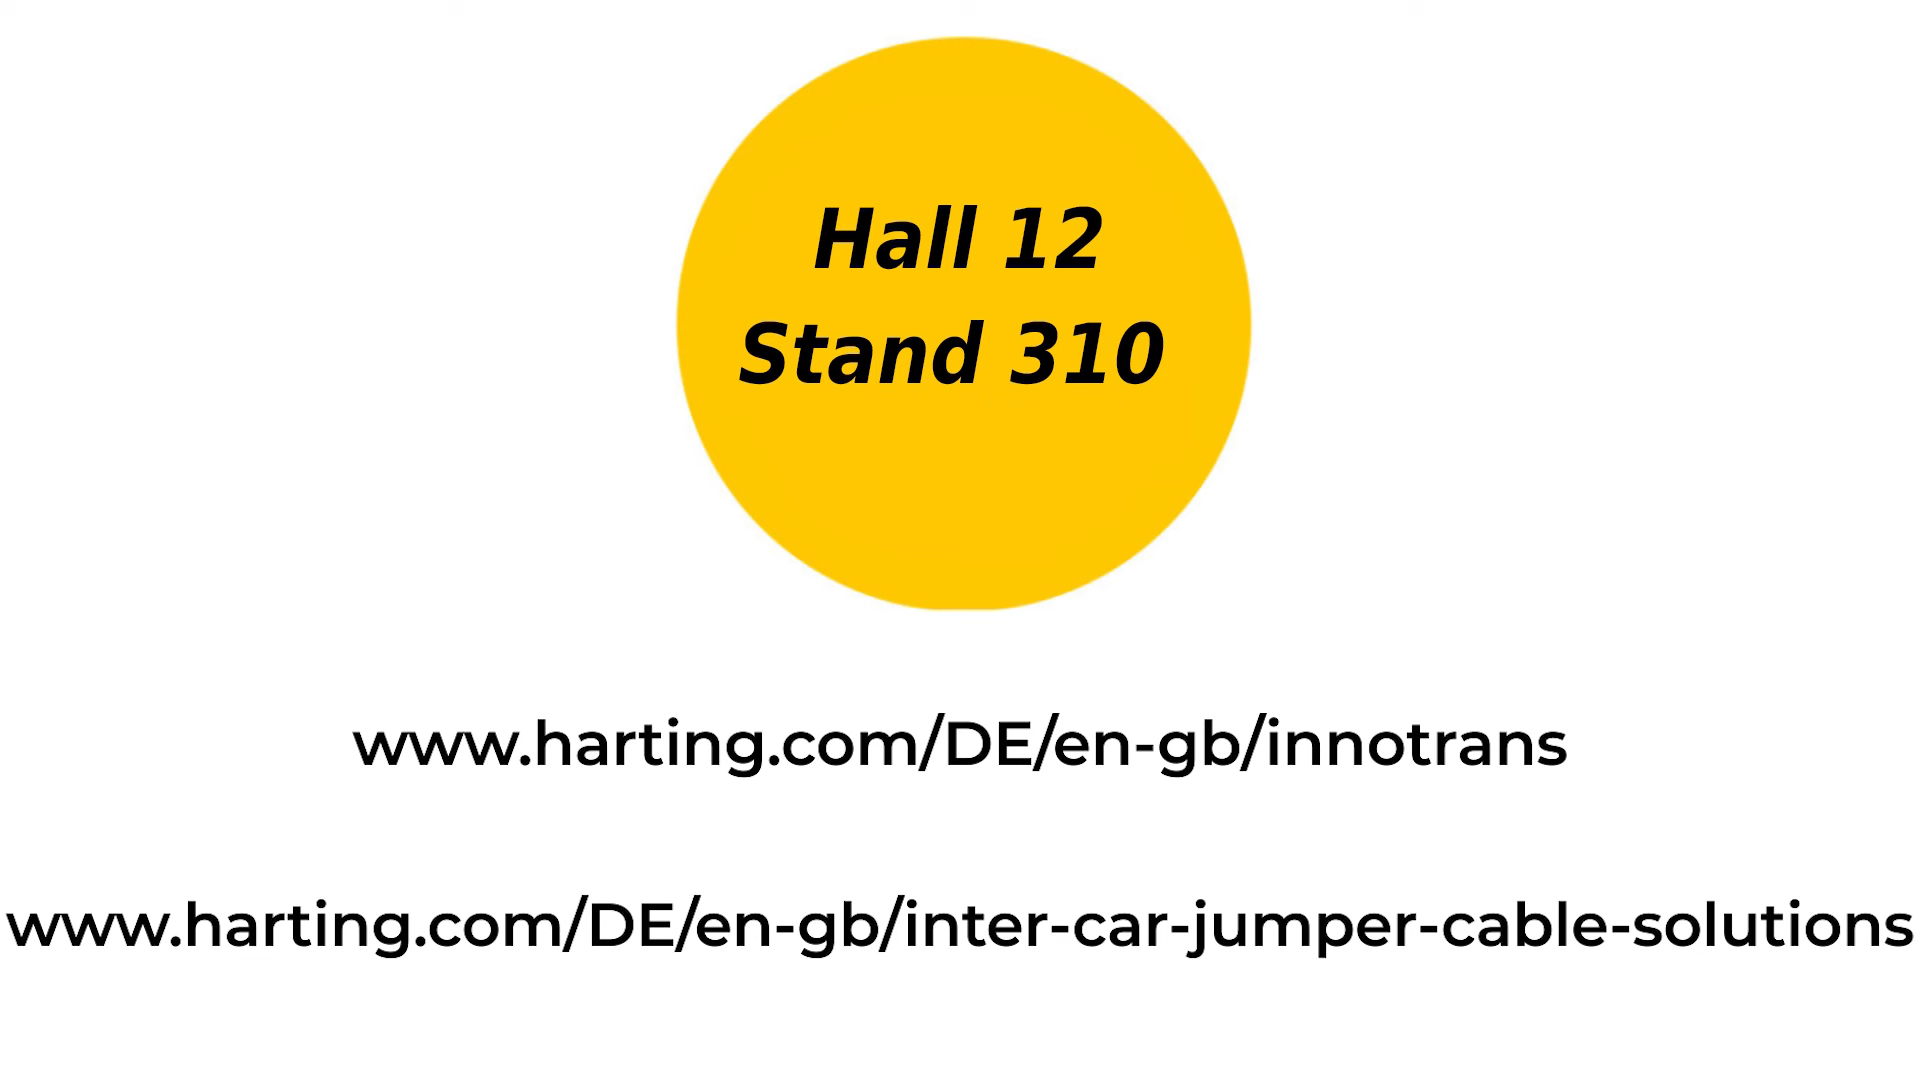 Hall 12
Stand 310
www.harting.com/DE/en-gb/innotrans
www.harting.com/DE/en-gb/inter-car-jumper-cable-solutions